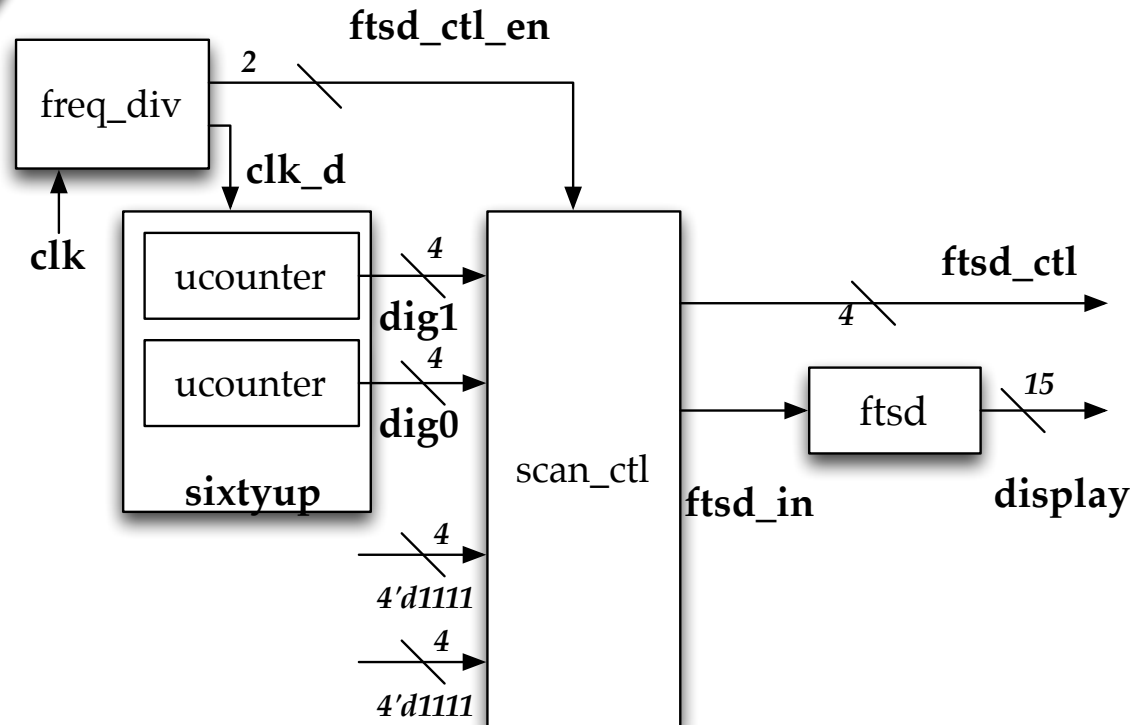 ftsd_ctl_en
2
freq_div
clk_d
clk
ucounter
4
dig1
ucounter
4
dig0
sixtyup
scan_ctl
ftsd_ctl
4
ftsd
15
ftsd_in
display
4
4'd1111
4
4'd1111